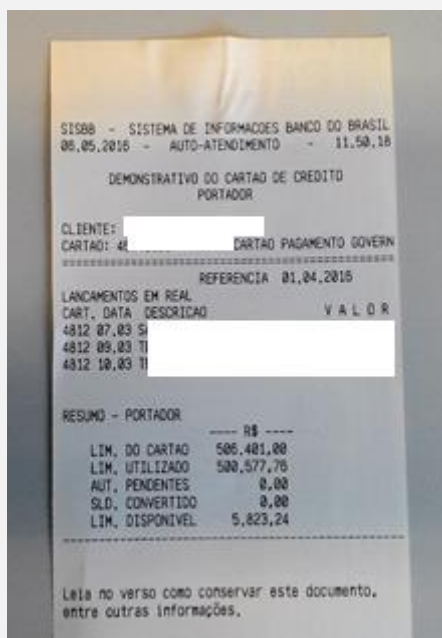 SISBB - SISTEMA DE INFORMACOES BANCO DO BRASIL
06.05.2016 - AUTO-ATENDIMENTO - 11.50.18
DEMONSTRATIVO DO CARTAO DE CREDITO
PORTADOR
CLIENTE:
CARTAO: 48 CARTAO PAGAMENTO GOVERN
REFERENCIA 01.04.2016
LANCAMENTOS EM REAL
CART. DATA DESCRICAO V A L O R
4812 07.03 SA
4812 09.03
4812 10.03
RESUMO - PORTADOR
---- R$ ----
LIM. DO CARTAO 506.401,00
LIM. UTILIZADO 500.577,76
AUT. PENDENTES 0,00
SLD. CONVERTIDO 0,00
LIM. DISPONIVEL 5.823,24
Leia no verso como conservar este documento,
entre outras informações.